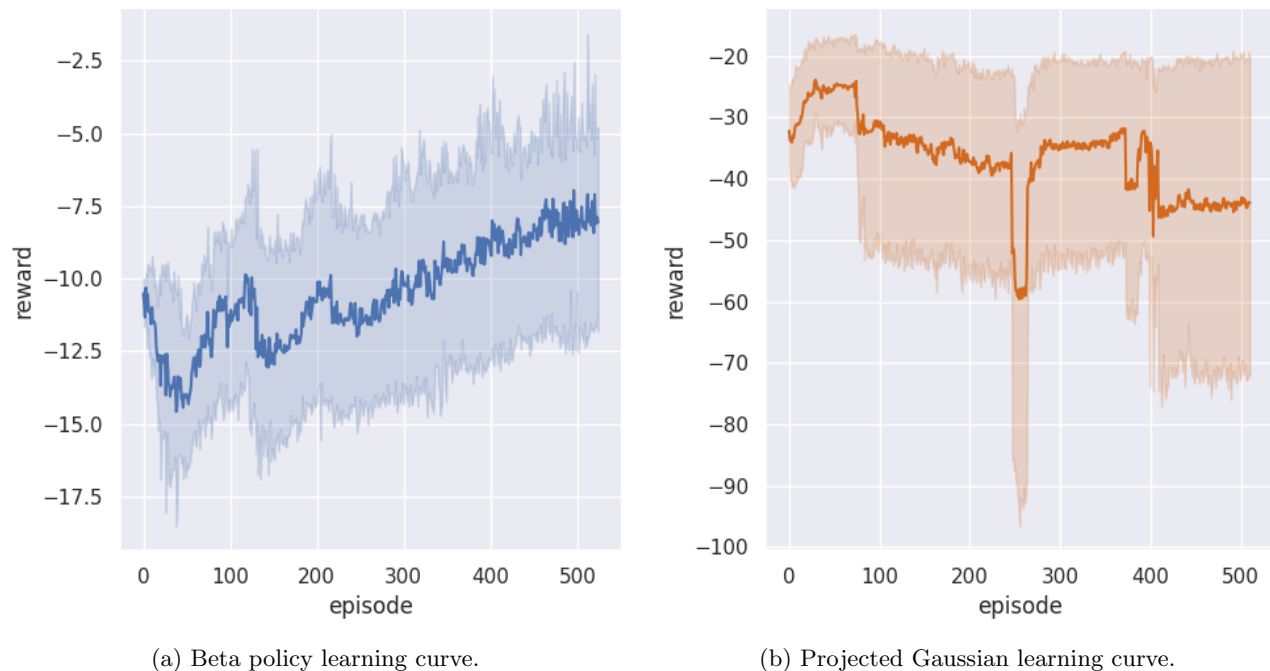 −2.5
−5.0
−7.5
−10.0
−12.5
−15.0
−17.5
reward
0 100 200 300 400 500
episode
(a) Beta policy learning curve.
−20
−30
−40
−50
−60
−70
−80
−90
−100
reward
0 100 200 300 400 500
episode
(b) Projected Gaussian learning curve.